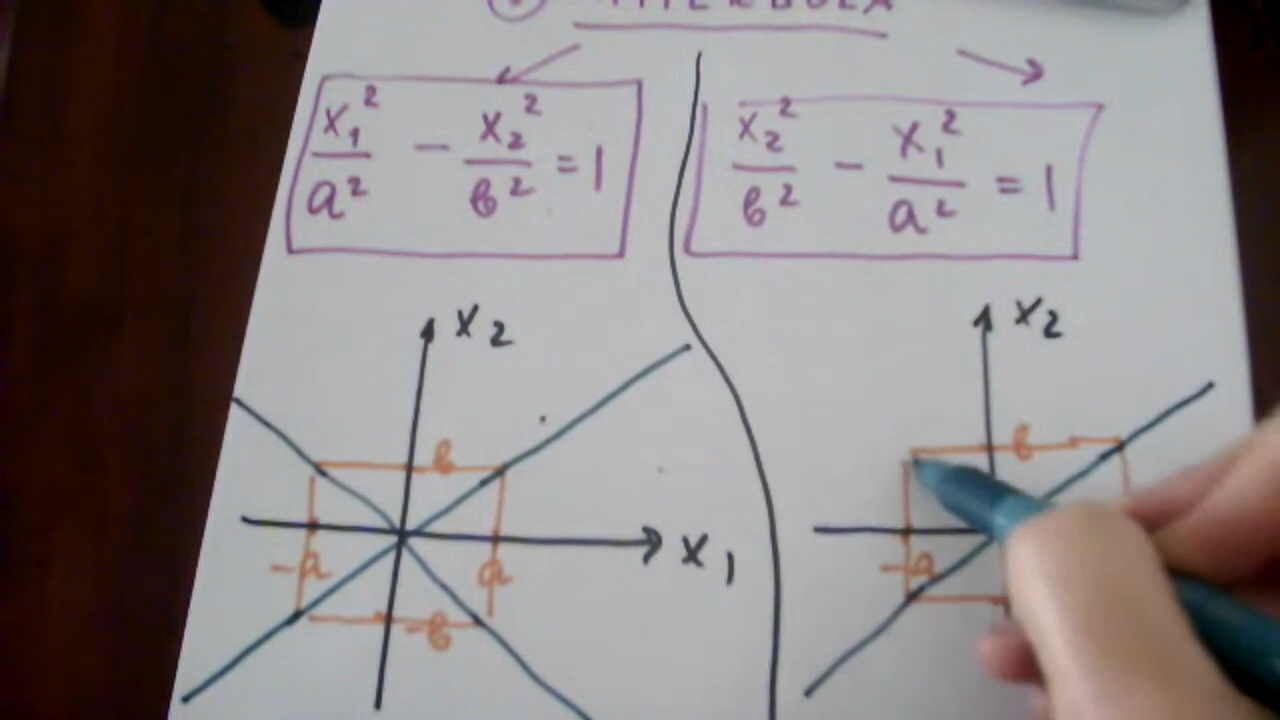 x₁²/a² − x₂²/b² = 1
x₂²/b² − x₁²/a² = 1
x₂
b
-a
a
x₁
-b
x₂
b
-a